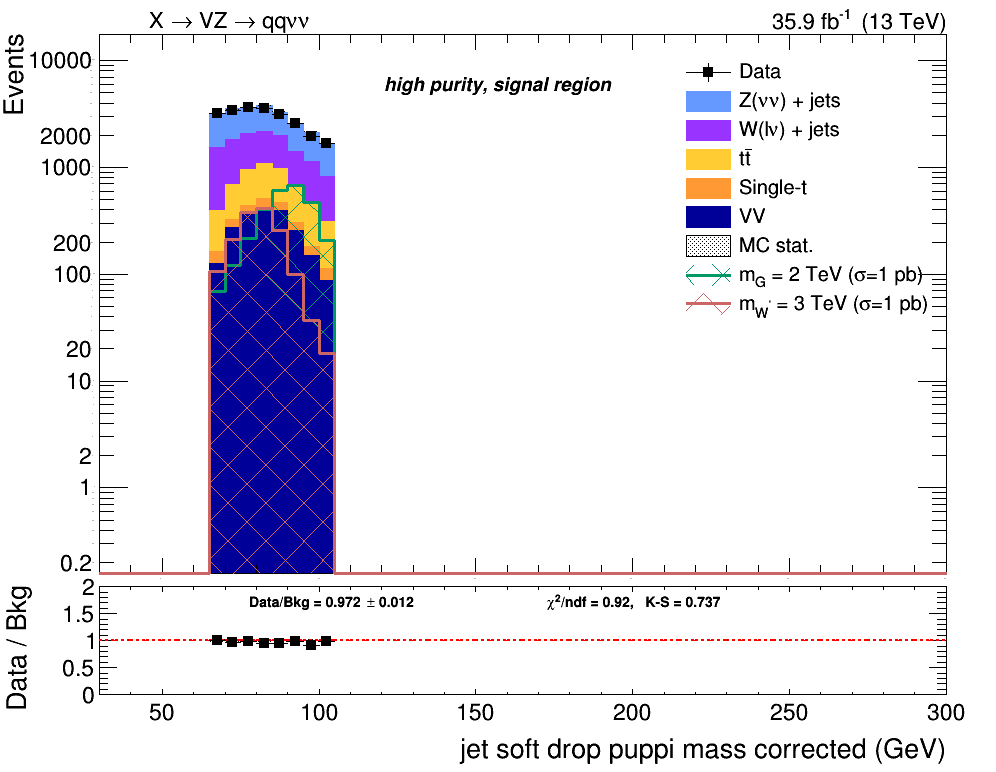 X → VZ → qqνν
35.9 fb⁻¹ (13 TeV)
Events
high purity, signal region
Data
Z(νν) + jets
W(lν) + jets
tt̄
Single-t
VV
MC stat.
m_G = 2 TeV (σ=1 pb)
m_W' = 3 TeV (σ=1 pb)
10000
2000
1000
200
100
20
10
2
1
0.2
Data / Bkg
Data/Bkg = 0.972 ± 0.012
χ²/ndf = 0.92, K-S = 0.737
2
1.5
1
0.5
0
50 100 150 200 250 300
jet soft drop puppi mass corrected (GeV)